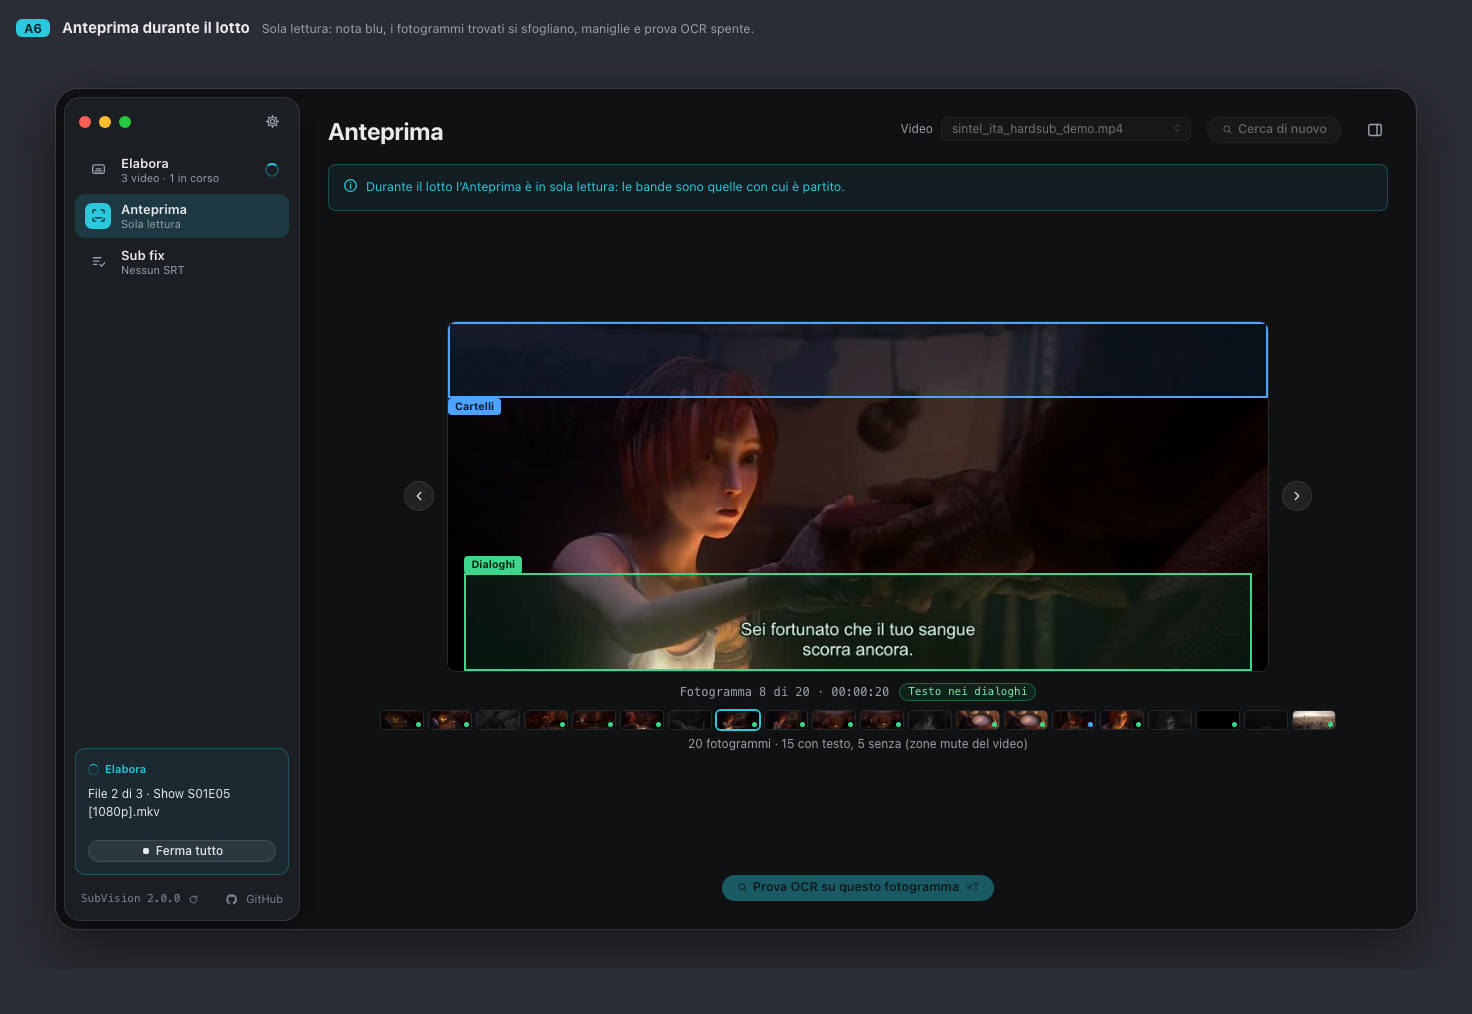 A6 Anteprima durante il lotto Sola lettura: nota blu, i fotogrammi trovati si sfogliano, maniglie e prova OCR spente.
Elabora
3 video · 1 in corso
Anteprima
Sola lettura
Sub fix
Nessun SRT
Elabora
File 2 di 3 · Show S01E05
[1080p].mkv
Ferma tutto
SubVision 2.0.0 GitHub
Anteprima
Video sintel_ita_hardsub_demo.mp4 Cerca di nuovo
Durante il lotto l'Anteprima è in sola lettura: le bande sono quelle con cui è partito.
Cartelli
Dialoghi
Sei fortunato che il tuo sangue
scorra ancora.
Fotogramma 8 di 20 · 00:00:20 Testo nei dialoghi
20 fotogrammi · 15 con testo, 5 senza (zone mute del video)
Prova OCR su questo fotogramma ⌘T